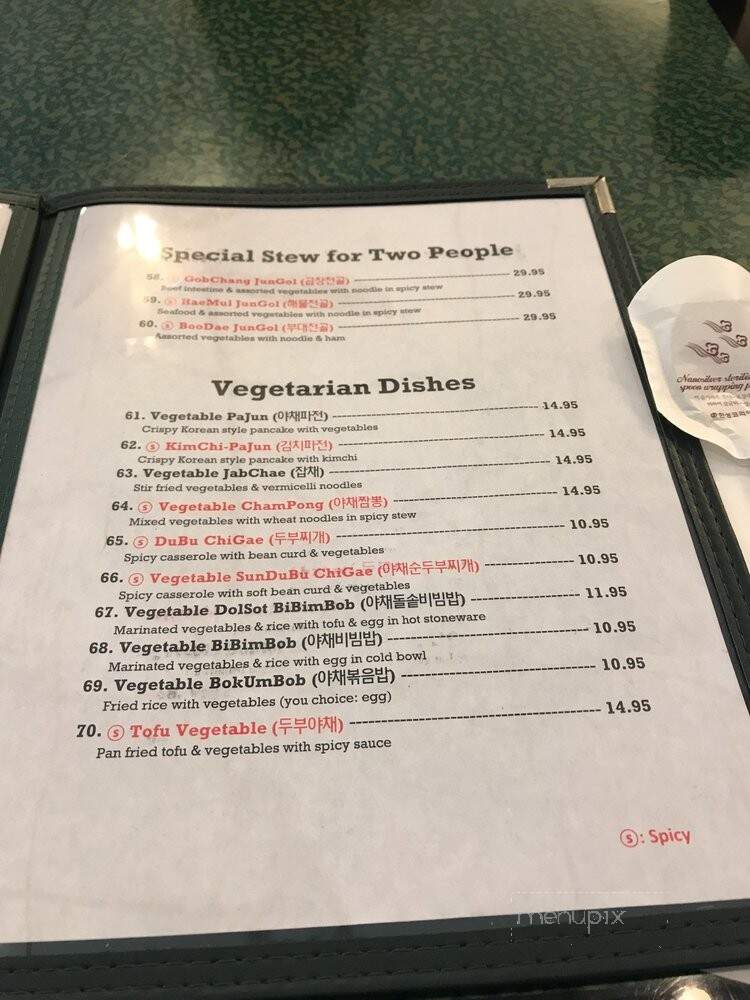 Special Stew for Two People
58. ⓢ GobChang JunGol (곱창전골) 29.95
Beef intestine & assorted vegetables with noodle in spicy stew
59. ⓢ HaeMul JunGol (해물전골) 29.95
Seafood & assorted vegetables with noodle in spicy stew
60. ⓢ BooDae JunGol (부대전골) 29.95
Assorted vegetables with noodle & ham
Vegetarian Dishes
61. Vegetable PaJun (야채파전) 14.95
Crispy Korean style pancake with vegetables
62. ⓢ KimChi-PaJun (김치파전) 14.95
Crispy Korean style pancake with kimchi
63. Vegetable JabChae (잡채) 14.95
Stir fried vegetables & vermicelli noodles
64. ⓢ Vegetable ChamPong (야채짬뽕) 14.95
Mixed vegetables with wheat noodles in spicy stew
65. ⓢ DuBu ChiGae (두부찌개) 10.95
Spicy casserole with bean curd & vegetables
66. ⓢ Vegetable SunDuBu ChiGae (야채순두부찌개) 10.95
Spicy casserole with soft bean curd & vegetables
67. Vegetable DolSot BiBimBob (야채돌솥비빔밥) 11.95
Marinated vegetables & rice with tofu & egg in hot stoneware
68. Vegetable BiBimBob (야채비빔밥) 10.95
Marinated vegetables & rice with egg in cold bowl
69. Vegetable BokUmBob (야채볶음밥) 10.95
Fried rice with vegetables (you choice: egg)
70. ⓢ Tofu Vegetable (두부야채) 14.95
Pan fried tofu & vegetables with spicy sauce
ⓢ: Spicy
Nanosilver
spoon wrapping
menupix